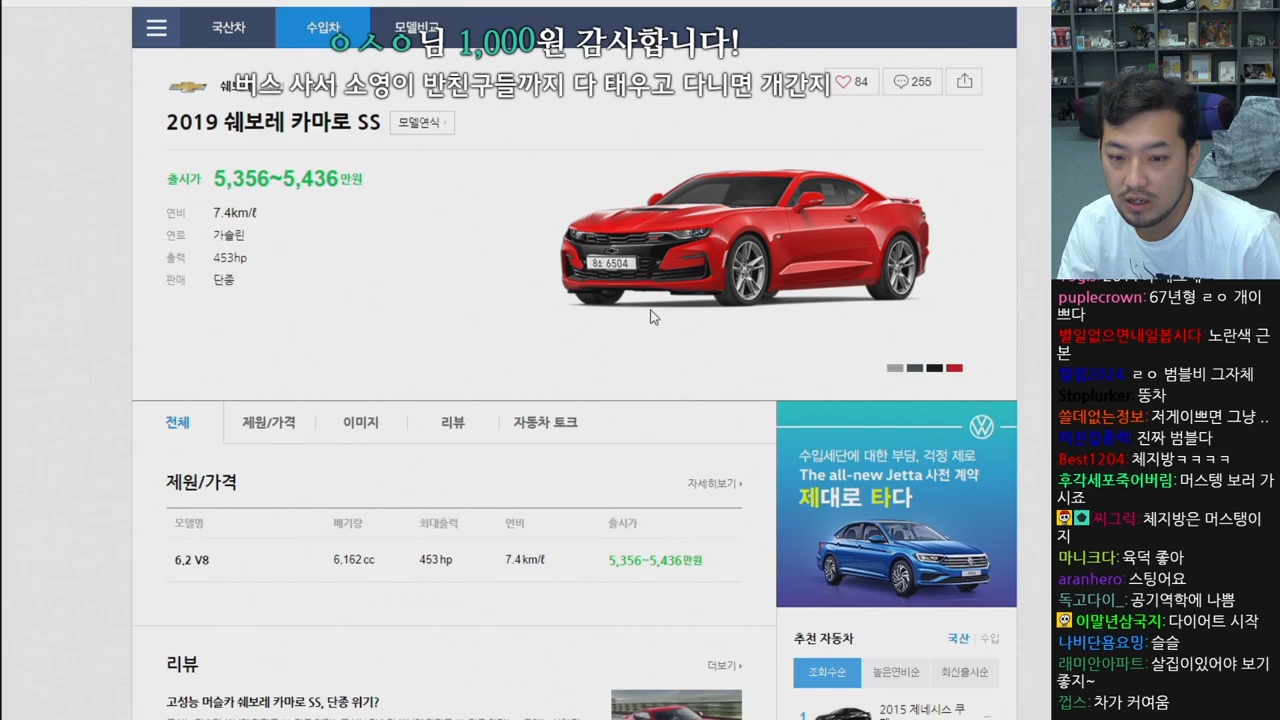 국산차
수입차
모델비교
ㅇㅅㅇ님 1,000원 감사합니다!
버스 사서 소영이 반친구들까지 다 태우고 다니면 개간지
84
255
2019 쉐보레 카마로 SS
모델연식
출시가 5,356~5,436만원
연비 7.4km/ℓ
연료 가솔린
출력 453hp
판매 단종
8소 6504
전체
제원/가격
이미지
리뷰
자동차 토크
제원/가격
자세히보기
모델명 배기량 최대출력 연비 출시가
6.2 V8 6,162 cc 453 hp 7.4 km/ℓ 5,356~5,436만원
리뷰
더보기
고성능 머슬카 쉐보레 카마로 SS, 단종 위기?
수입세단에 대한 부담, 걱정 제로
The all-new Jetta 사전 계약
제대로 타다
추천 자동차
국산 수입
조회수순 높은연비순 최신출시순
1
2015 제네시스 쿠
puplecrown: 67년형 ㄹㅇ 개이
쁘다
별일없으면내일봅시다: 노란색 근
본
ㄹㅇ 범블비 그자체
Stoplurker: 뚱차
쓸데없는정보: 저게이쁘면 그냥 ..
진짜 범블다
Best1204: 체지방ㅋㅋㅋㅋ
후각세포죽어버림: 머스텡 보러 가
시죠
찌그럭: 체지방은 머스탱이
지
마니크다: 육덕 좋아
aranhero: 스팅어요
독고다이_: 공기역학에 나쁨
이말년삼국지: 다이어트 시작
나비단욤요밍: 슬슬
래미안아파트: 살집이있어야 보기
좋지~
껍스: 차가 커여움